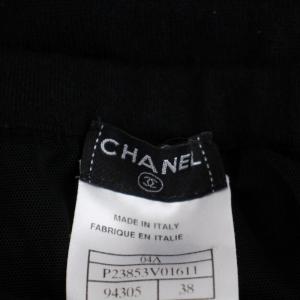 CHANEL
MADE IN ITALY
FABRIQUE EN ITALIE
04A
P23853V01611
94305 38